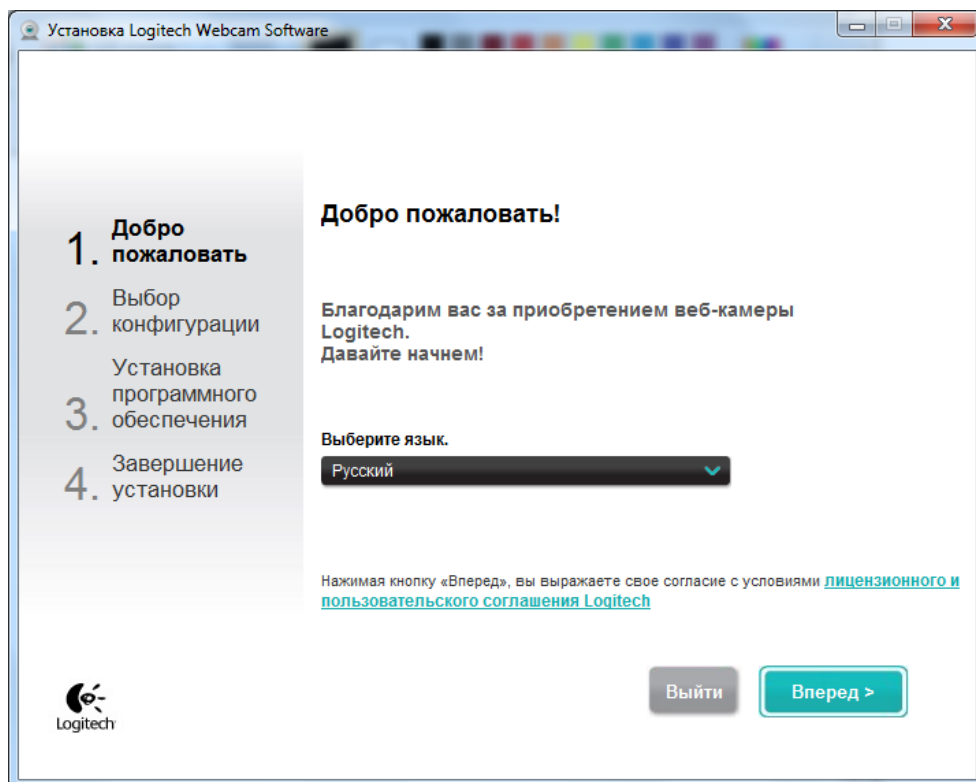 Установка Logitech Webcam Software
1. Добро
пожаловать
2. Выбор
конфигурации
3. Установка
программного
обеспечения
4. Завершение
установки
Добро пожаловать!
Благодарим вас за приобретением веб-камеры
Logitech.
Давайте начнем!
Выберите язык.
Русский
Нажимая кнопку «Вперед», вы выражаете свое согласие с условиями лицензионного и
пользовательского соглашения Logitech
Logitech
Выйти
Вперед >